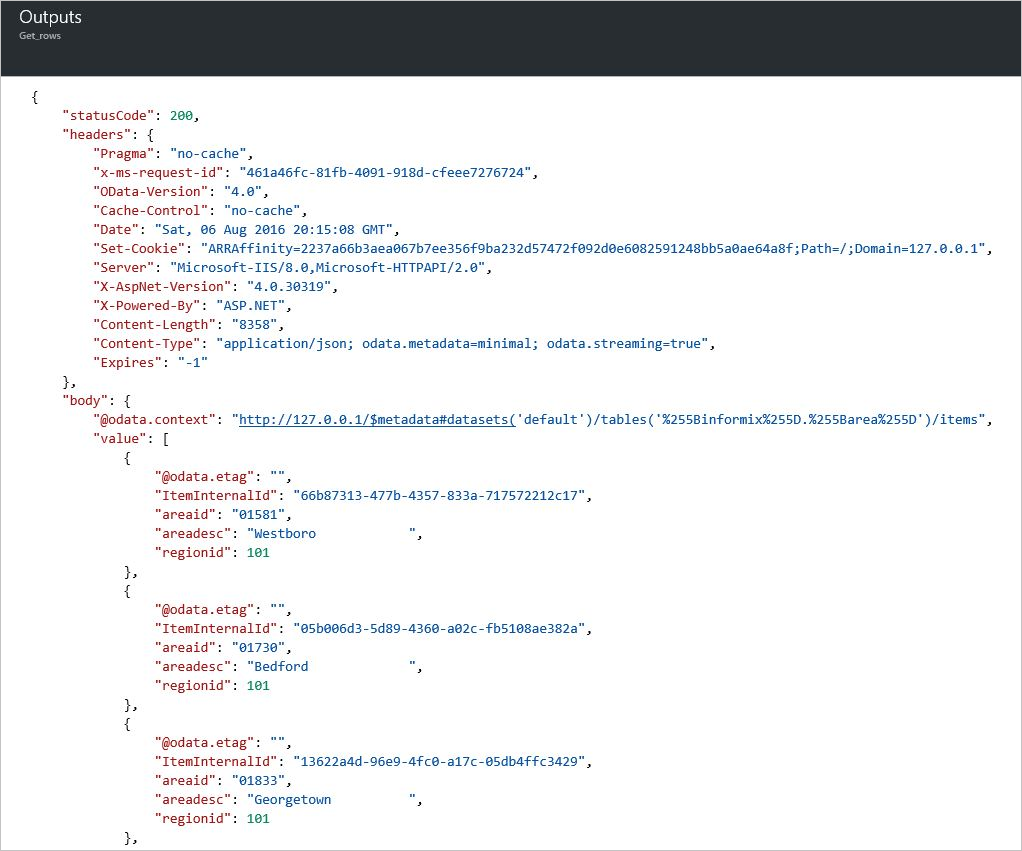 Outputs
Get_rows
{
    "statusCode": 200,
    "headers": {
        "Pragma": "no-cache",
        "x-ms-request-id": "461a46fc-81fb-4091-918d-cfeee7276724",
        "OData-Version": "4.0",
        "Cache-Control": "no-cache",
        "Date": "Sat, 06 Aug 2016 20:15:08 GMT",
        "Set-Cookie": "ARRAffinity=2237a66b3aea067b7ee356f9ba232d57472f092d0e6082591248bb5a0ae64a8f;Path=/;Domain=127.0.0.1",
        "Server": "Microsoft-IIS/8.0,Microsoft-HTTPAPI/2.0",
        "X-AspNet-Version": "4.0.30319",
        "X-Powered-By": "ASP.NET",
        "Content-Length": "8358",
        "Content-Type": "application/json; odata.metadata=minimal; odata.streaming=true",
        "Expires": "-1"
    },
    "body": {
        "@odata.context": "http://127.0.0.1/$metadata#datasets('default')/tables('%255Binformix%255D.%255Barea%255D')/items",
        "value": [
            {
                "@odata.etag": "",
                "ItemInternalId": "66b87313-477b-4357-833a-717572212c17",
                "areaid": "01581",
                "areadesc": "Westboro            ",
                "regionid": 101
            },
            {
                "@odata.etag": "",
                "ItemInternalId": "05b006d3-5d89-4360-a02c-fb5108ae382a",
                "areaid": "01730",
                "areadesc": "Bedford             ",
                "regionid": 101
            },
            {
                "@odata.etag": "",
                "ItemInternalId": "13622a4d-96e9-4fc0-a17c-05db4ffc3429",
                "areaid": "01833",
                "areadesc": "Georgetown          ",
                "regionid": 101
            },